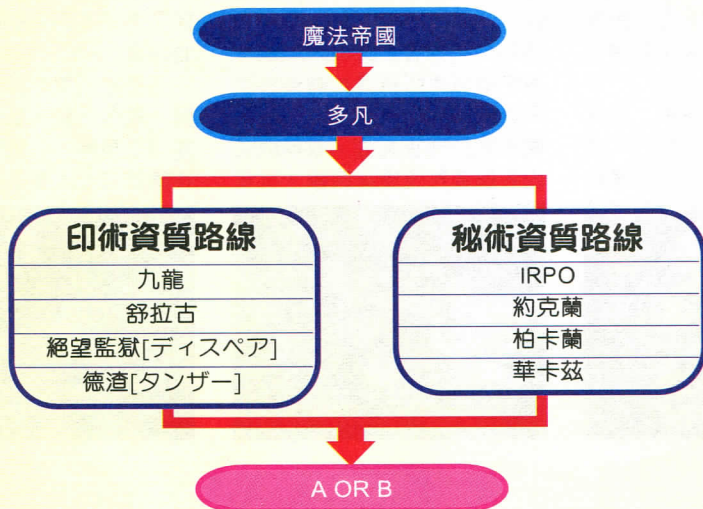 魔法帝國
多凡
印術資質路線
九龍
舒拉古
絕望監獄[ディスペア]
德渣[タンザー]
秘術資質路線
IRPO
約克蘭
柏卡蘭
華卡茲
A OR B